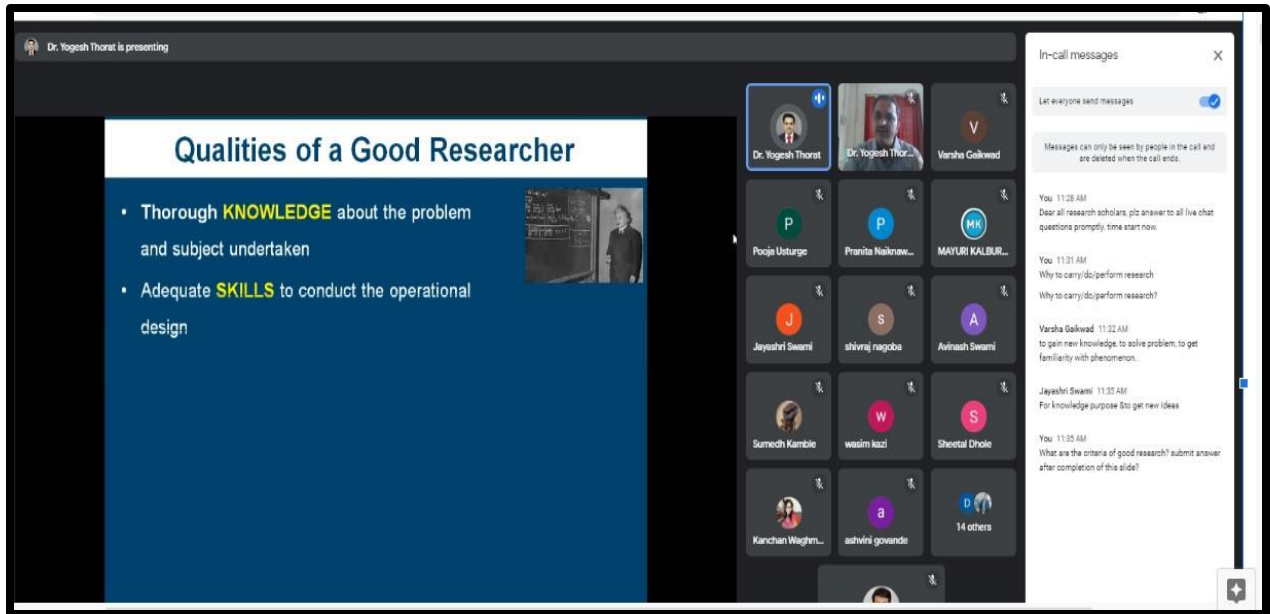 Dr. Yogesh Thorat is presenting
Qualities of a Good Researcher
• Thorough KNOWLEDGE about the problem
and subject undertaken
• Adequate SKILLS to conduct the operational
design
Dr. Yogesh Thorat
Dr. Yogesh Thor...
V
Varsha Gaikwad
P
Pooja Usturge
P
Pranita Naiknaw...
MK
MAYURI KALBUR...
J
Jayashri Swami
s
shivraj nagoba
A
Avinash Swami
Sumedh Kamble
w
wasim kazi
S
Sheetal Dhole
Kanchan Waghm...
a
ashvini govande
D
14 others
In-call messages
Let everyone send messages
Messages can only be seen by people in the call and
are deleted when the call ends.
You 11:28 AM
Dear all research scholars, plz answer to all live chat
questions promptly. time start now.
You 11:31 AM
Why to carry/do/perform research
Why to carry/do/perform research?
Varsha Gaikwad 11:32 AM
to gain new knowledge, to solve problem, to get
familiarity with phenomenon.
Jayashri Swami 11:35 AM
For knowledge purpose &to get new ideas
You 11:35 AM
What are the criteria of good research? submit answer
after completion of this slide?